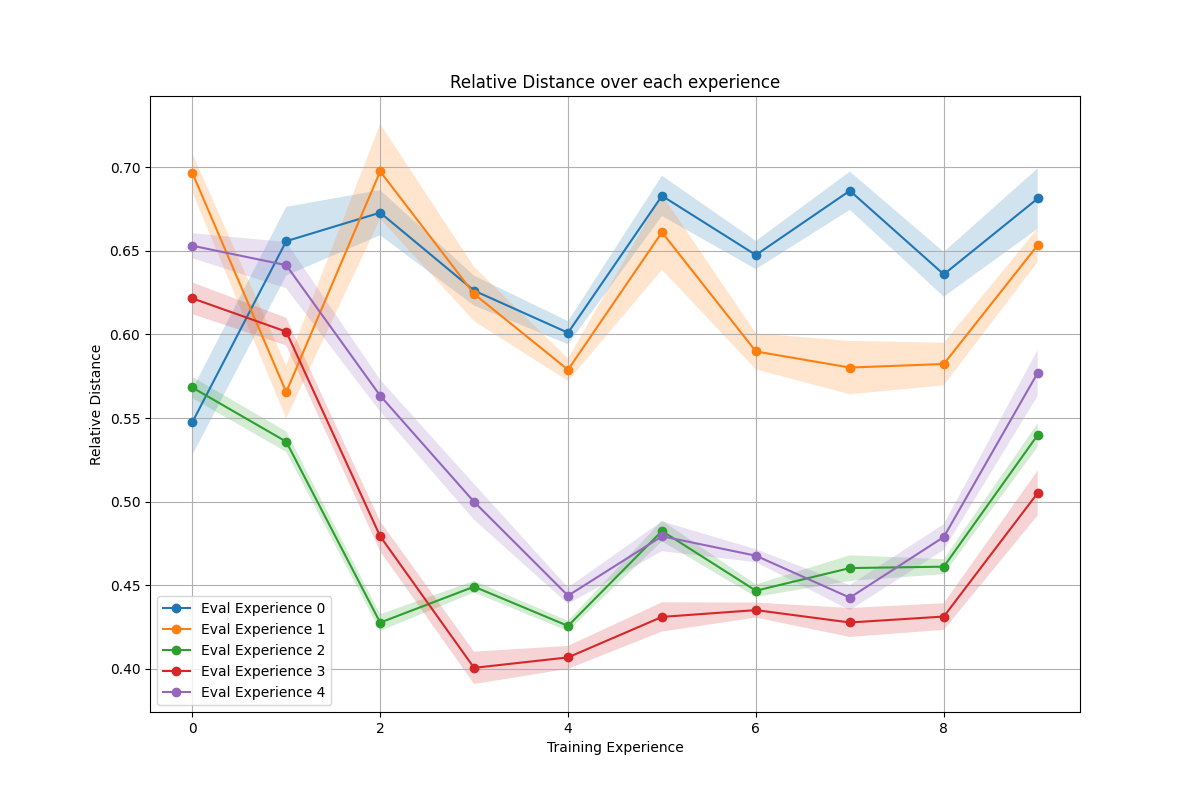 Relative Distance over each experience
Relative Distance
0.70
0.65
0.60
0.55
0.50
0.45
0.40
Eval Experience 0
Eval Experience 1
Eval Experience 2
Eval Experience 3
Eval Experience 4
0 2 4 6 8
Training Experience